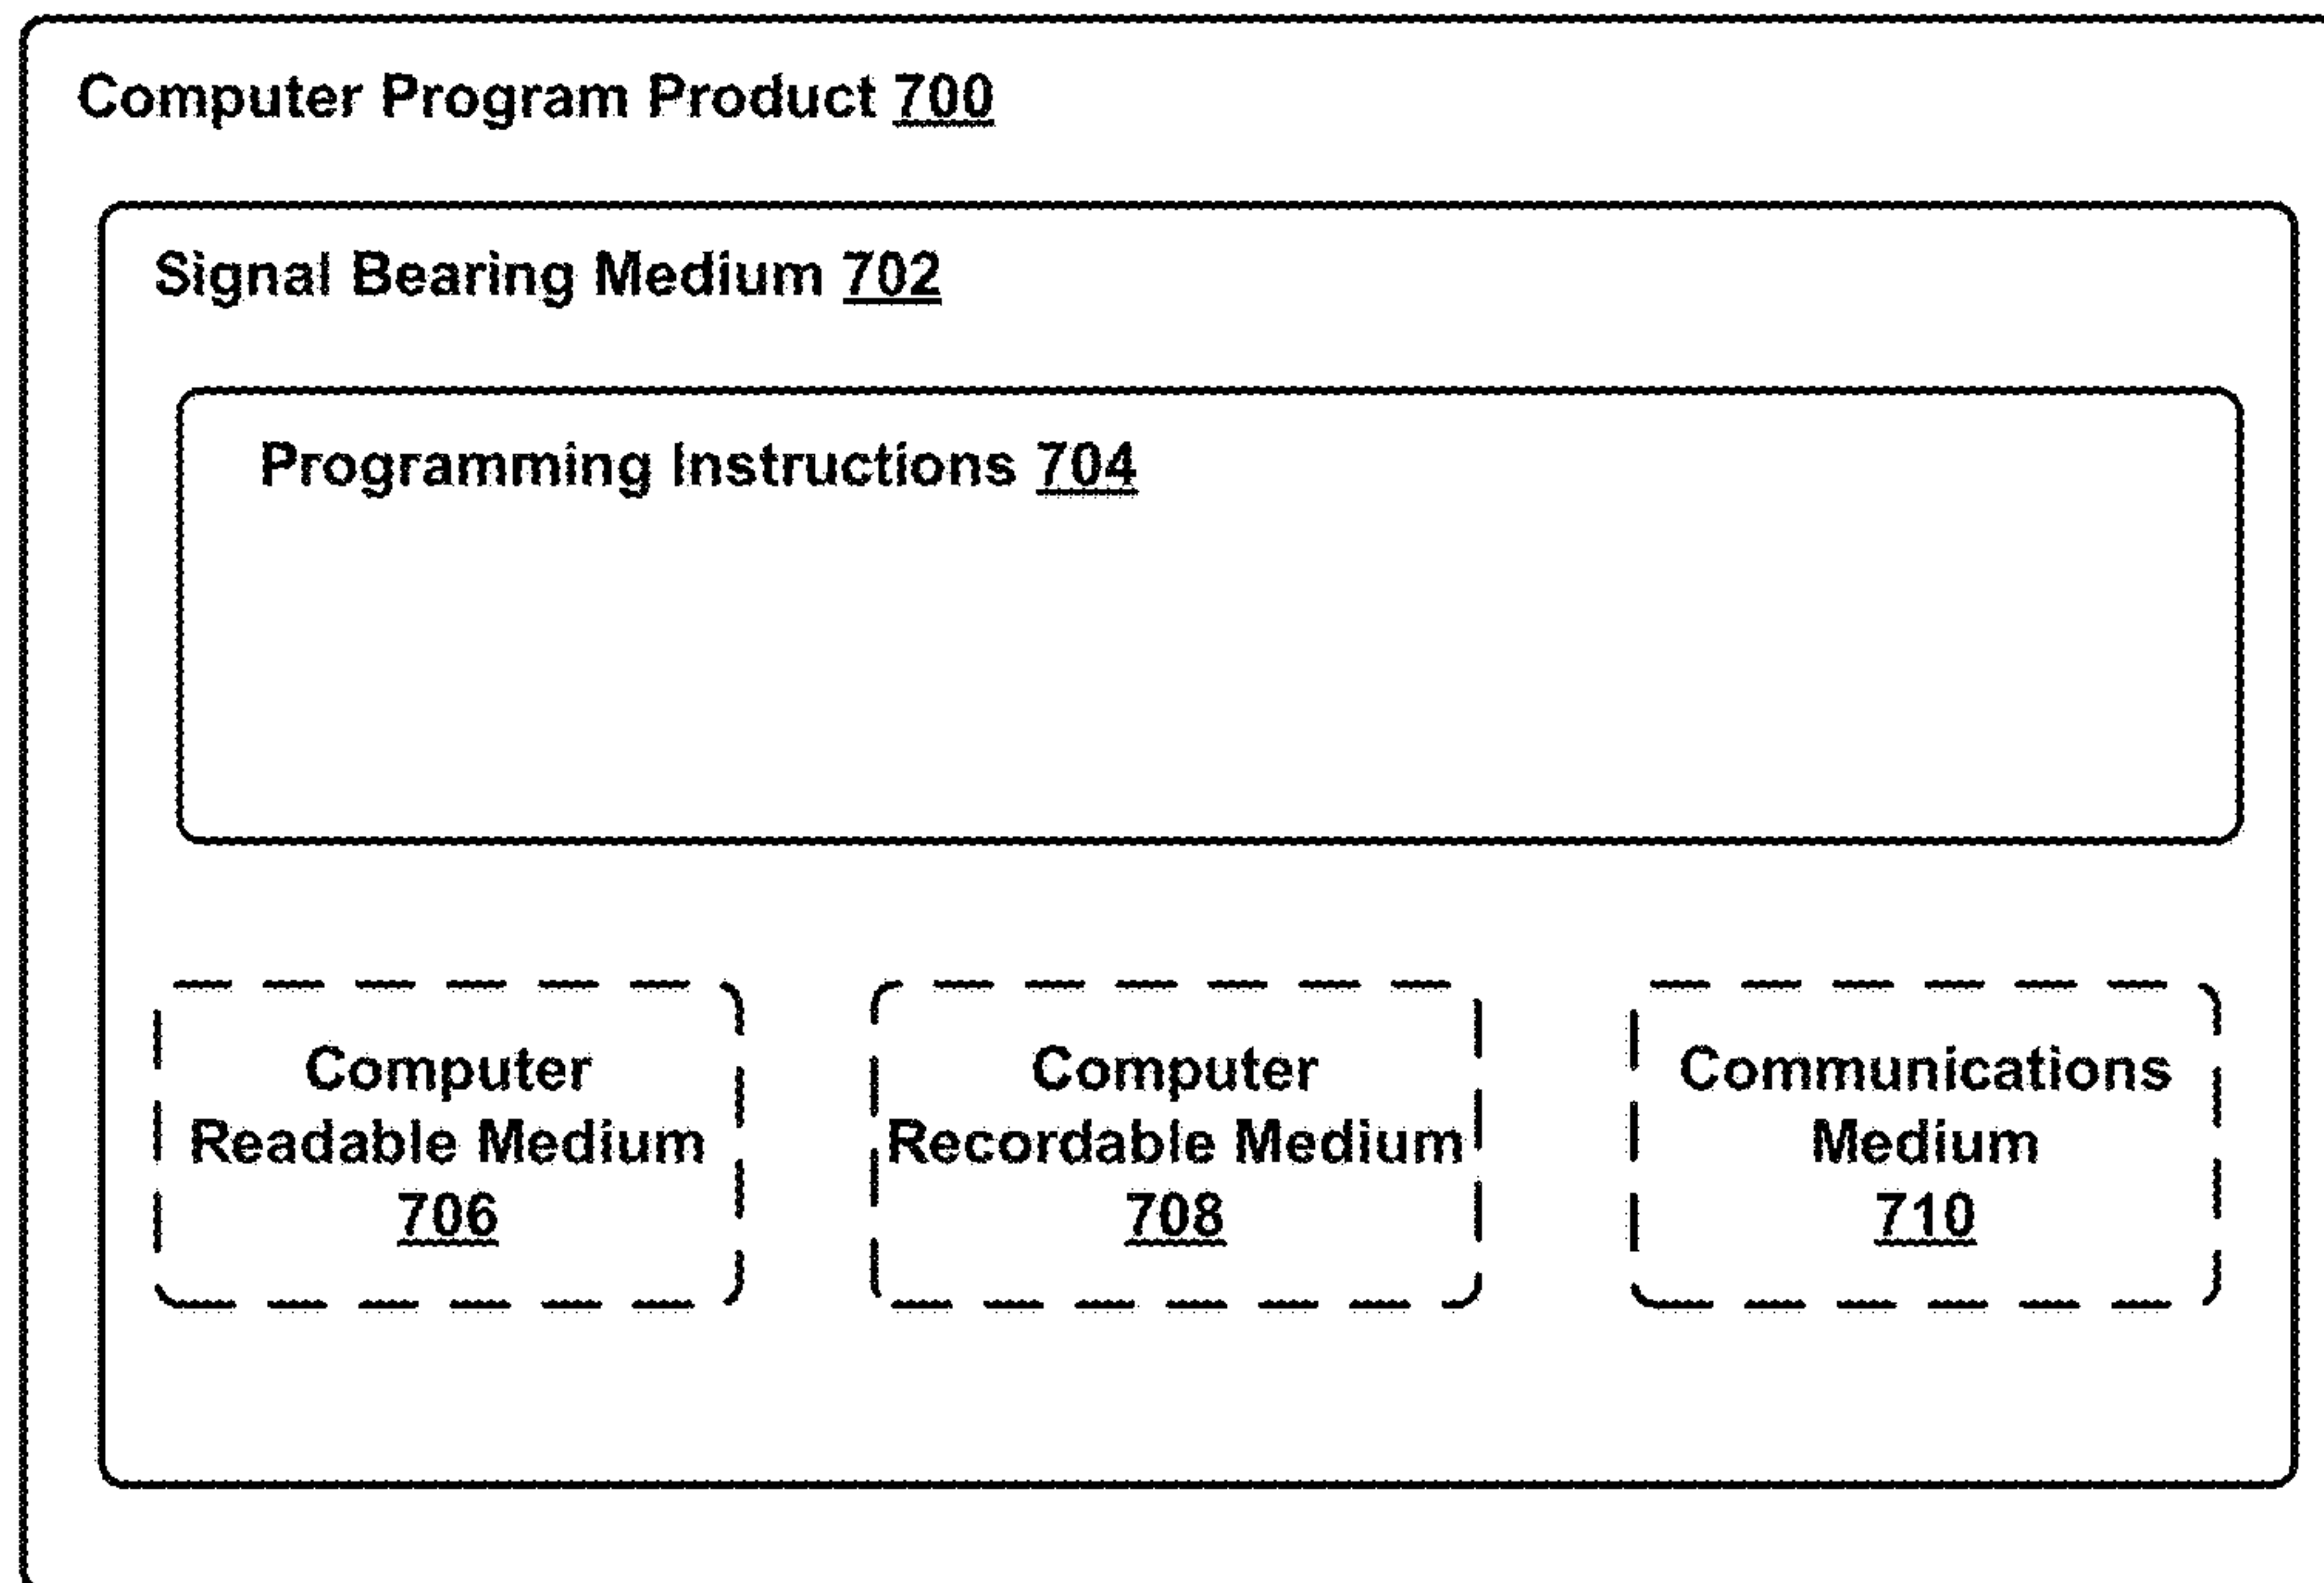 Computer Program Product 700
Signal Bearing Medium 702
Programming Instructions 704
Computer
Readable Medium
706
Computer
Recordable Medium
708
Communications
Medium
710